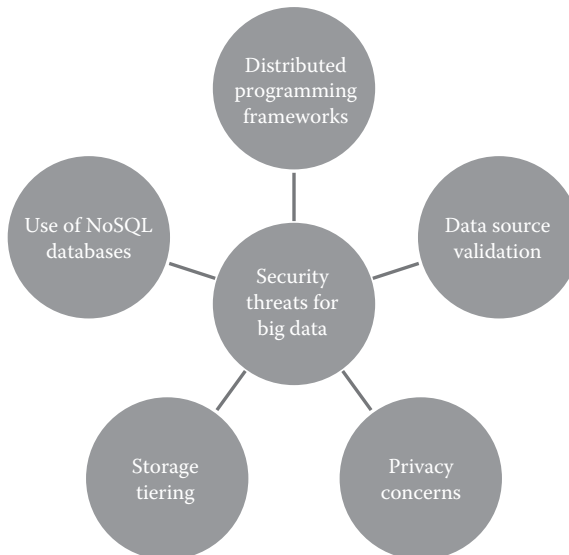 Distributed
programming
frameworks
Use of NoSQL
databases
Data source
validation
Security
threats for
big data
Storage
tiering
Privacy
concerns